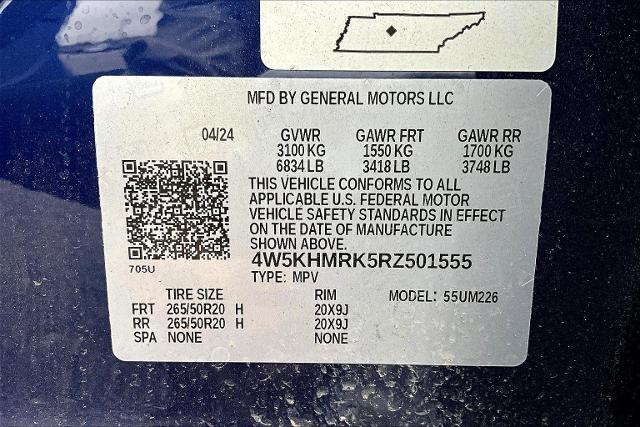 MFD BY GENERAL MOTORS LLC
04/24 GVWR GAWR FRT GAWR RR
3100 KG 1550 KG 1700 KG
6834 LB 3418 LB 3748 LB
THIS VEHICLE CONFORMS TO ALL
APPLICABLE U.S. FEDERAL MOTOR
VEHICLE SAFETY STANDARDS IN EFFECT
ON THE DATE OF MANUFACTURE
SHOWN ABOVE.
705U
4W5KHMRK5RZ501555
TYPE: MPV
TIRE SIZE RIM MODEL: 55UM226
FRT 265/50R20 H 20X9J
RR 265/50R20 H 20X9J
SPA NONE NONE